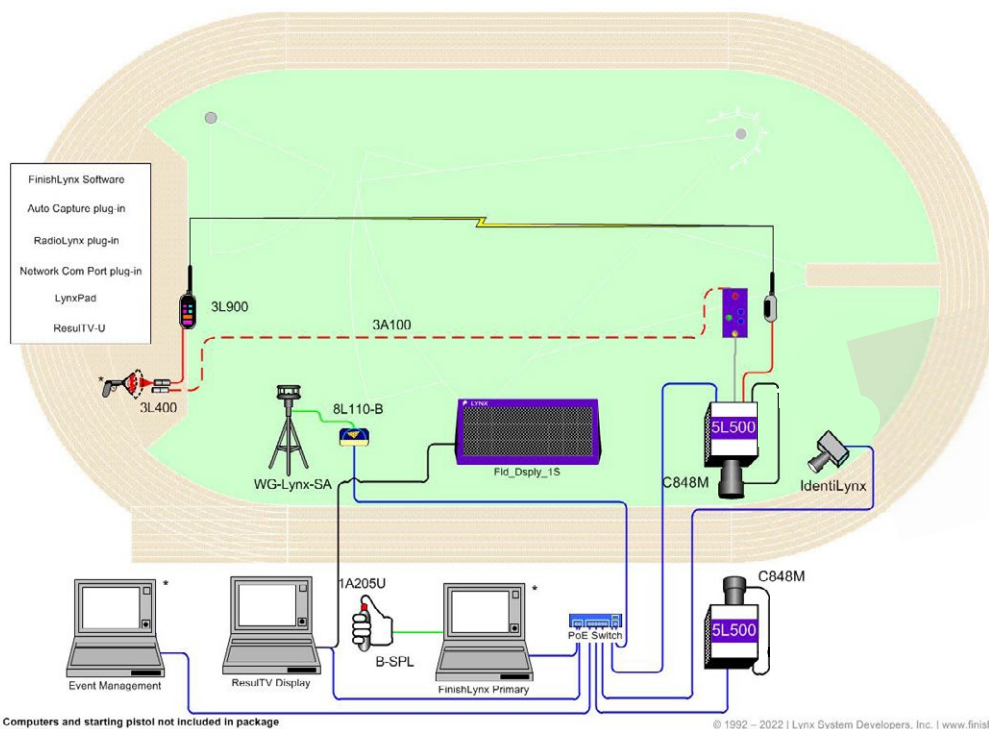 FinishLynx Software
Auto Capture plug-in
RadioLynx plug-in
Network Com Port plug-in
LynxPad
ResulTV-U
3L900
3A100
*
3L400
8L110-B
WG-Lynx-SA
LYNX
Fld_Dsply_1S
5L500
C848M
IdentiLynx
*
1A205U
*
C848M
B-SPL
PoE Switch
5L500
Event Management
ResulTV Display
FinishLynx Primary
Computers and starting pistol not included in package
© 1992 – 2022 | Lynx System Developers, Inc. | www.finis